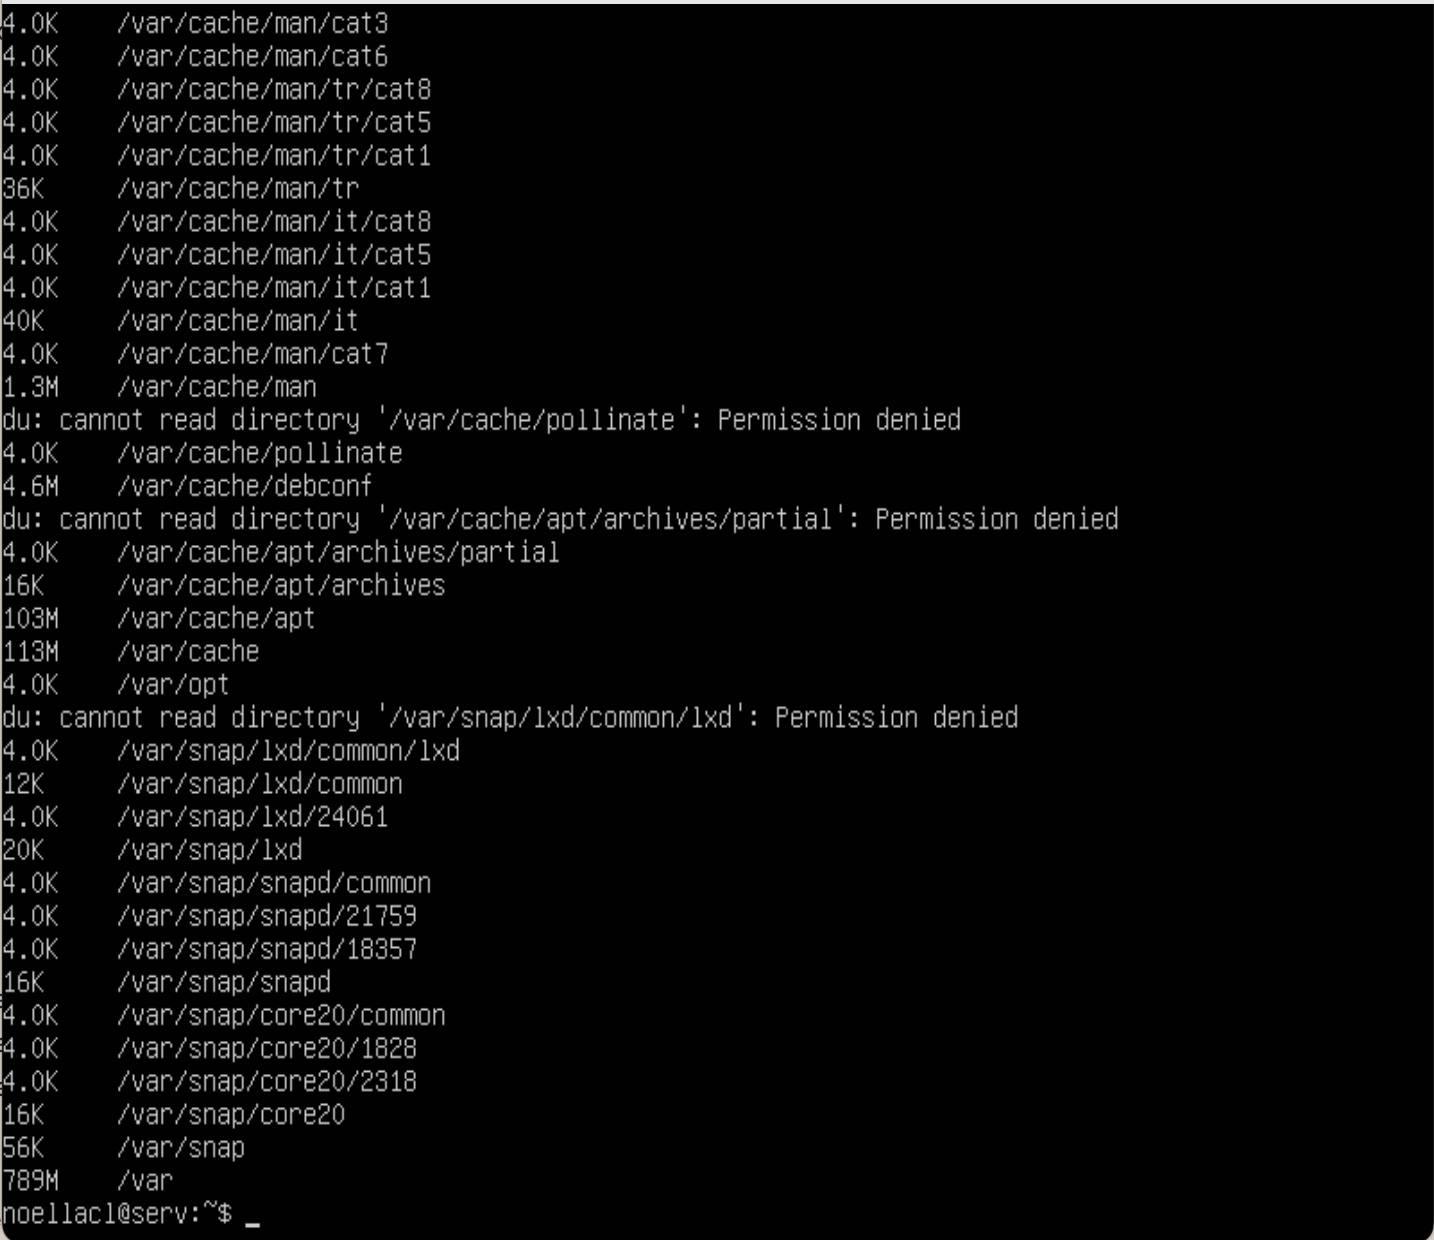 4.0K /var/cache/man/cat3
4.0K /var/cache/man/cat6
4.0K /var/cache/man/tr/cat8
4.0K /var/cache/man/tr/cat5
4.0K /var/cache/man/tr/cat1
36K /var/cache/man/tr
4.0K /var/cache/man/it/cat8
4.0K /var/cache/man/it/cat5
4.0K /var/cache/man/it/cat1
40K /var/cache/man/it
4.0K /var/cache/man/cat7
1.3M /var/cache/man
du: cannot read directory '/var/cache/pollinate': Permission denied
4.0K /var/cache/pollinate
4.6M /var/cache/debconf
du: cannot read directory '/var/cache/apt/archives/partial': Permission denied
4.0K /var/cache/apt/archives/partial
16K /var/cache/apt/archives
103M /var/cache/apt
113M /var/cache
4.0K /var/opt
du: cannot read directory '/var/snap/lxd/common/lxd': Permission denied
4.0K /var/snap/lxd/common/lxd
12K /var/snap/lxd/common
4.0K /var/snap/lxd/24061
20K /var/snap/lxd
4.0K /var/snap/snapd/common
4.0K /var/snap/snapd/21759
4.0K /var/snap/snapd/18357
16K /var/snap/snapd
4.0K /var/snap/core20/common
4.0K /var/snap/core20/1828
4.0K /var/snap/core20/2318
16K /var/snap/core20
56K /var/snap
789M /var
noellacl@serv:~$ _